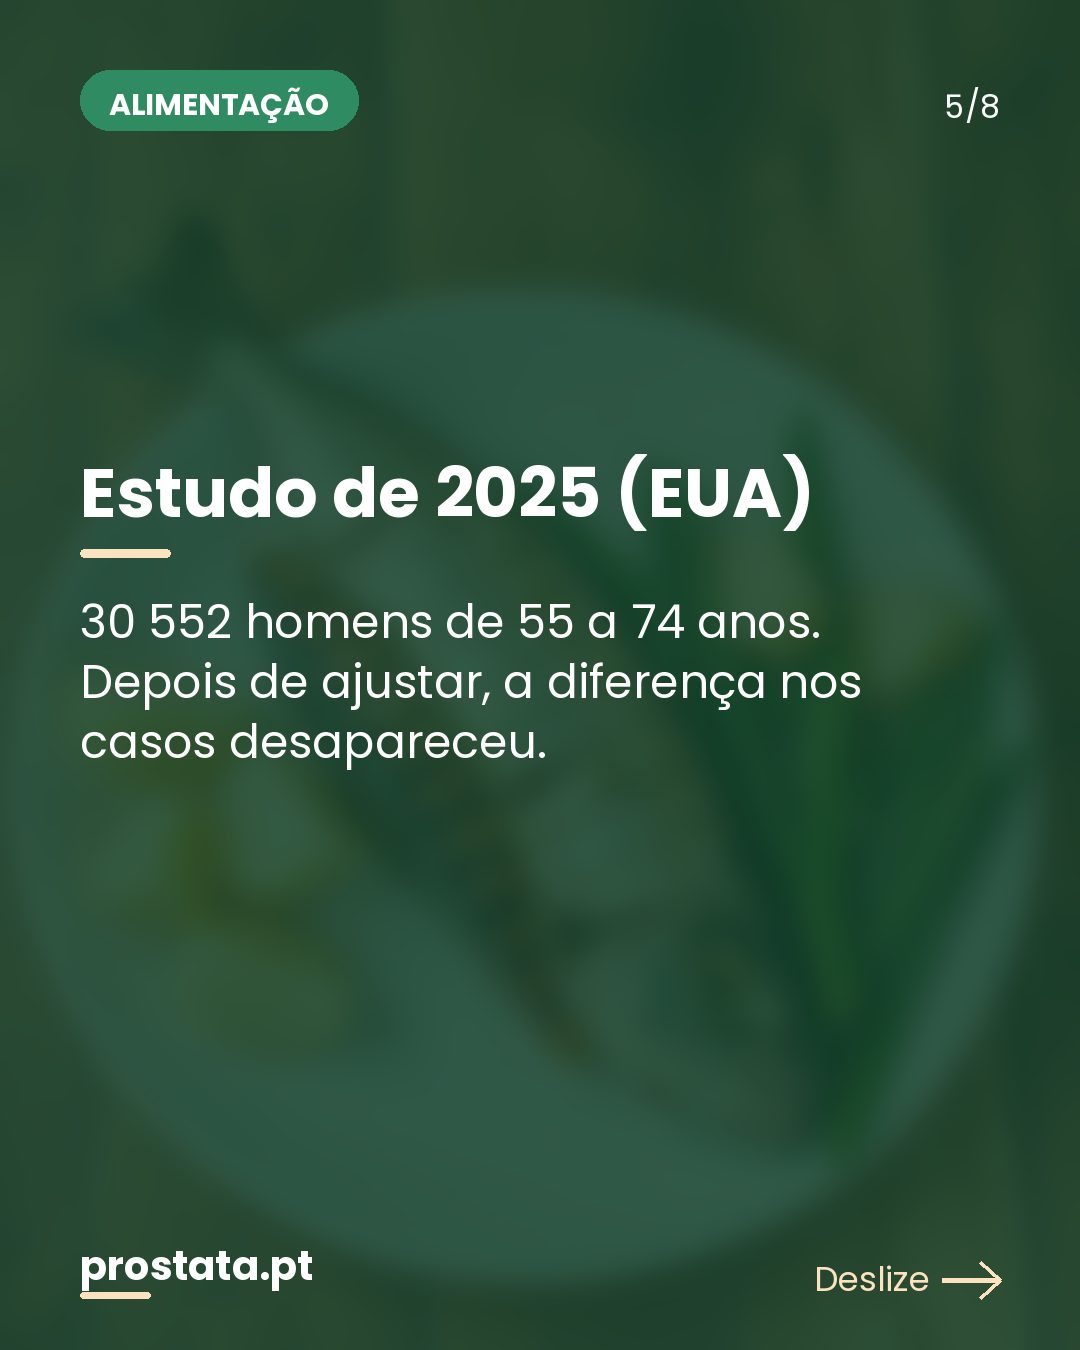 ALIMENTAÇÃO
5/8
Estudo de 2025 (EUA)
30 552 homens de 55 a 74 anos.
Depois de ajustar, a diferença nos
casos desapareceu.
prostata.pt
Deslize